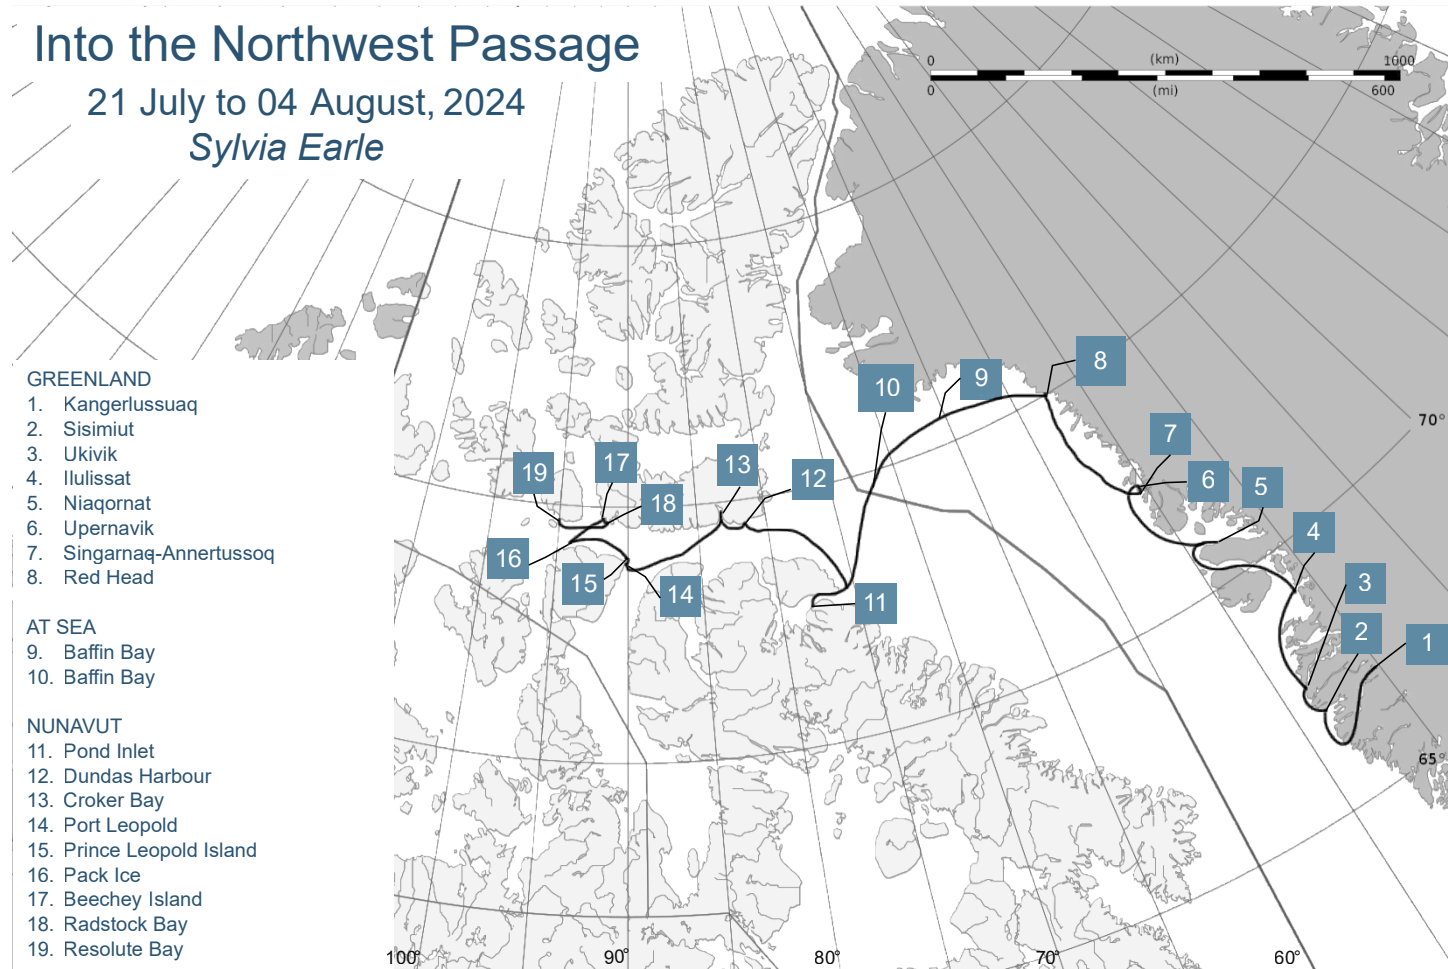 Into the Northwest Passage
21 July to 04 August, 2024
Sylvia Earle
0 (km) 1000
0 (mi) 600
GREENLAND
1. Kangerlussuaq
2. Sisimiut
3. Ukivik
4. Ilulissat
5. Niaqornat
6. Upernavik
7. Singarnaq-Annertussoq
8. Red Head
AT SEA
9. Baffin Bay
10. Baffin Bay
NUNAVUT
11. Pond Inlet
12. Dundas Harbour
13. Croker Bay
14. Port Leopold
15. Prince Leopold Island
16. Pack Ice
17. Beechey Island
18. Radstock Bay
19. Resolute Bay
8
9
10
70°
7
17
13
19
12
6
5
18
4
16
15
3
14
11
2
1
65°
100° 90° 80° 70° 60°